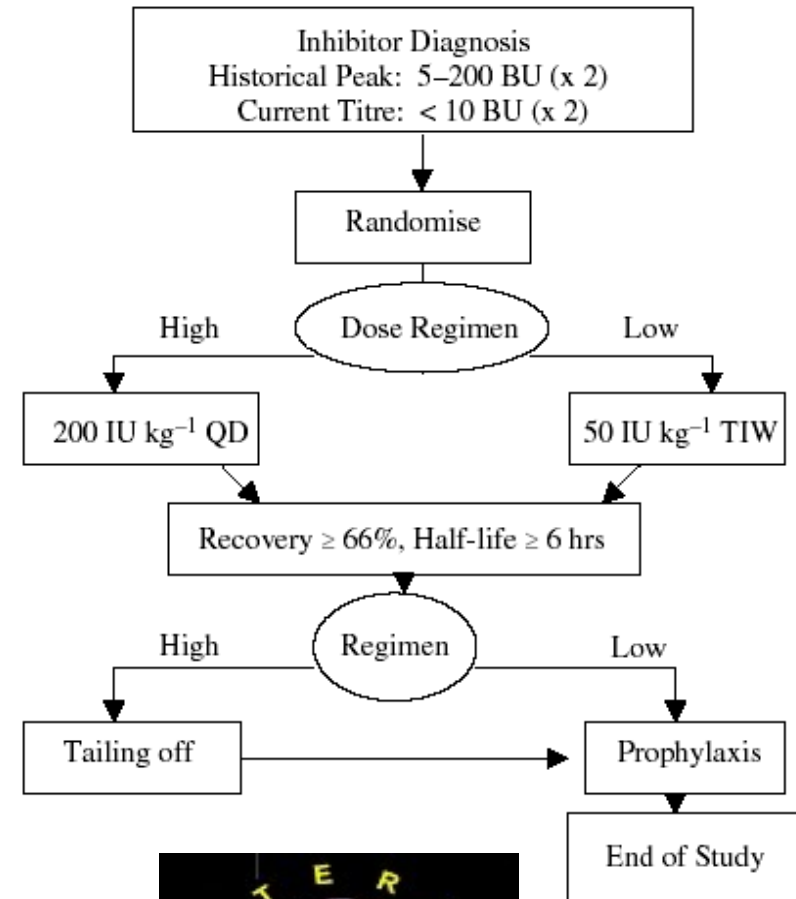 Inhibitor Diagnosis
Historical Peak: 5–200 BU (x 2)
Current Titre: < 10 BU (x 2)
Randomise
Dose Regimen
High
Low
200 IU kg⁻¹ QD
50 IU kg⁻¹ TIW
Recovery ≥ 66%, Half-life ≥ 6 hrs
Regimen
High
Low
Tailing off
Prophylaxis
End of Study
T E R